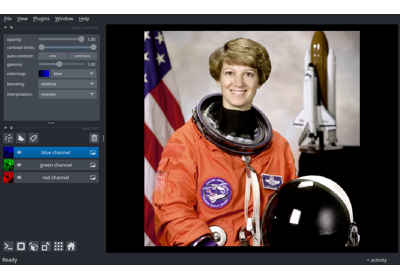 File View Plugins Window Help
opacity: 1.00
contrast limits:
auto-contrast: once continuous
gamma: 1.00
colormap: blue
blending: additive
interpolation: nearest
blue channel
green channel
red channel
Ready
activity